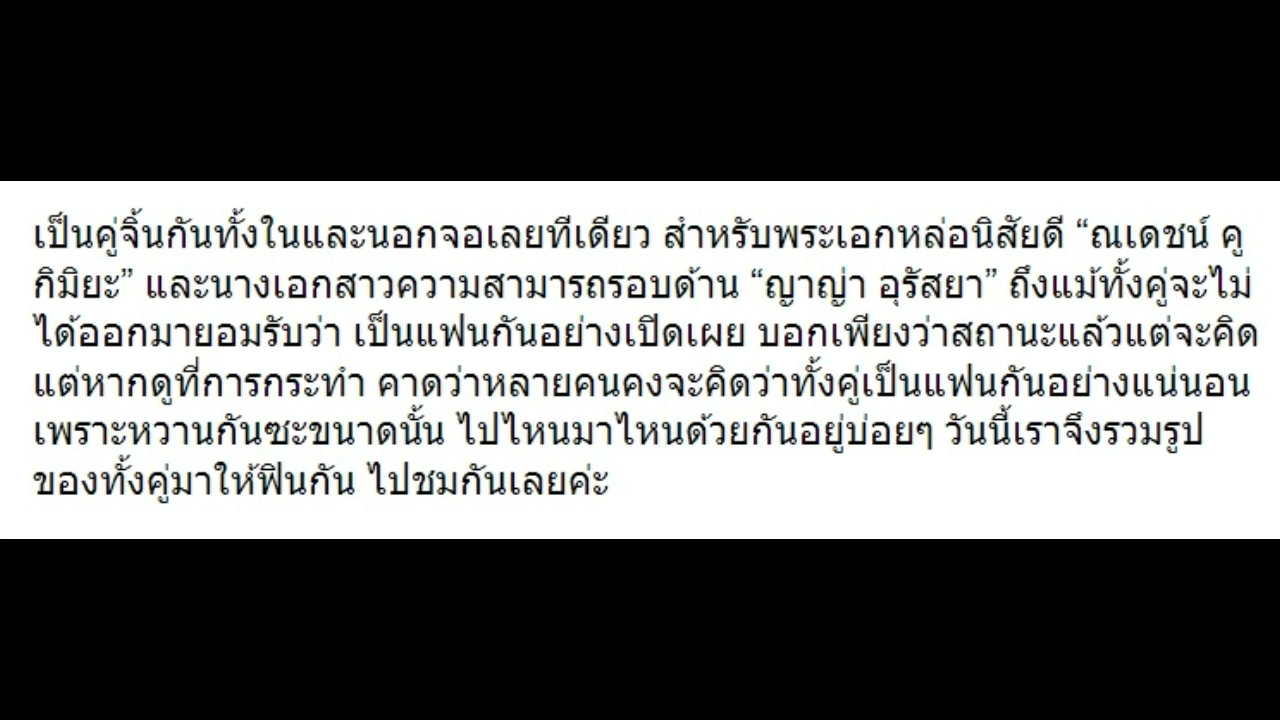 เป็นคู่จิ้นกันทั้งในและนอกจอเลยทีเดียว สำหรับพระเอกหล่อนิสัยดี “ณเดชน์ คู
กิมิยะ” และนางเอกสาวความสามารถรอบด้าน “ญาญ่า อุรัสยา” ถึงแม้ทั้งคู่จะไม่
ได้ออกมายอมรับว่า เป็นแฟนกันอย่างเปิดเผย บอกเพียงว่าสถานะแล้วแต่จะคิด
แต่หากดูที่การกระทำ คาดว่าหลายคนคงจะคิดว่าทั้งคู่เป็นแฟนกันอย่างแน่นอน
เพราะหวานกันซะขนาดนั้น ไปไหนมาไหนด้วยกันอยู่บ่อยๆ วันนี้เราจึงรวมรูป
ของทั้งคู่มาให้ฟินกัน ไปชมกันเลยค่ะ